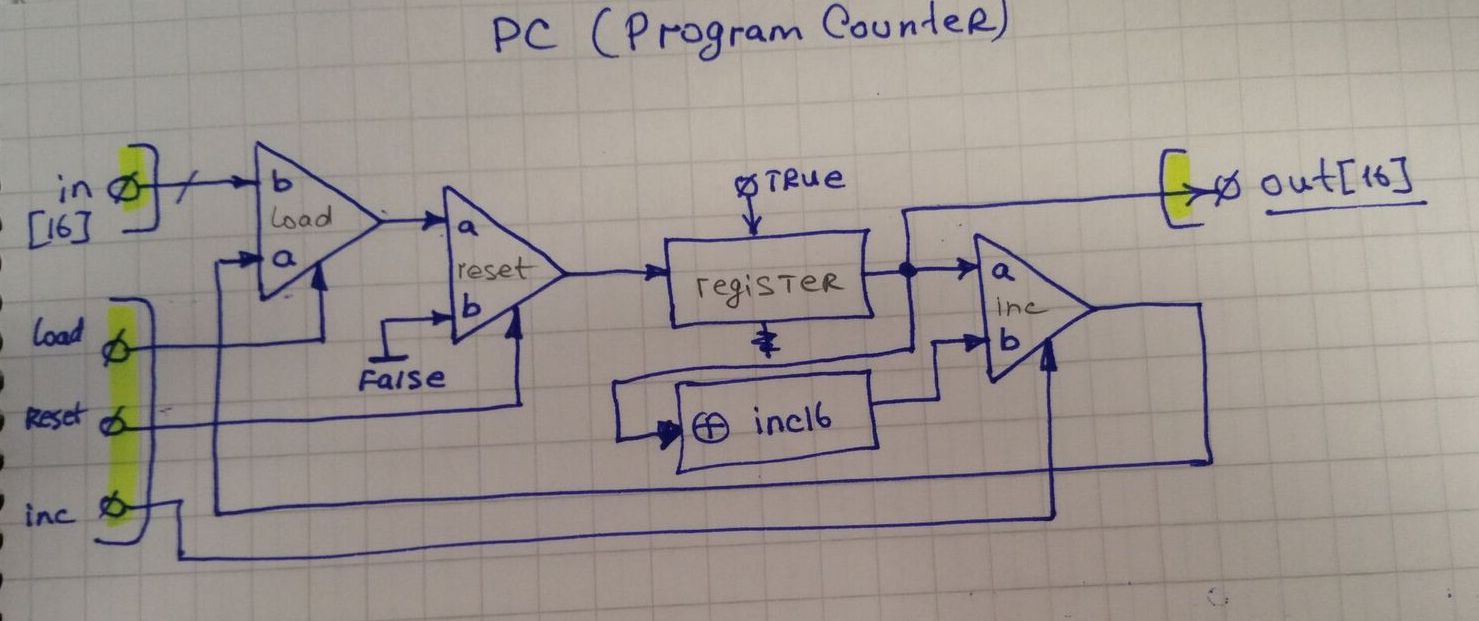 PC (Program Counter)
in
[16]
b
load
a
a
reset
b
False
TRUE
regiSTER
out[16]
a
inc
b
inc16
load
Reset
inc